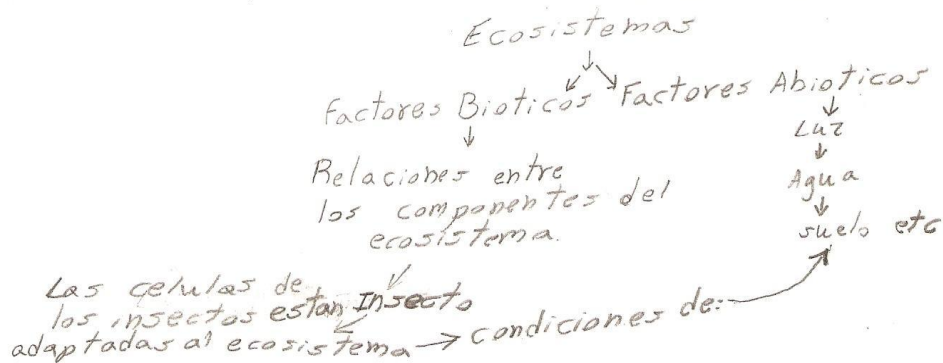 Ecosistemas
Factores Bioticos
Factores Abioticos
Luz
Agua
suelo etc
Relaciones entre
los componentes del
ecosistema.
Insecto
Las celulas de
los insectos estan
adaptadas al ecosistema
condiciones de: